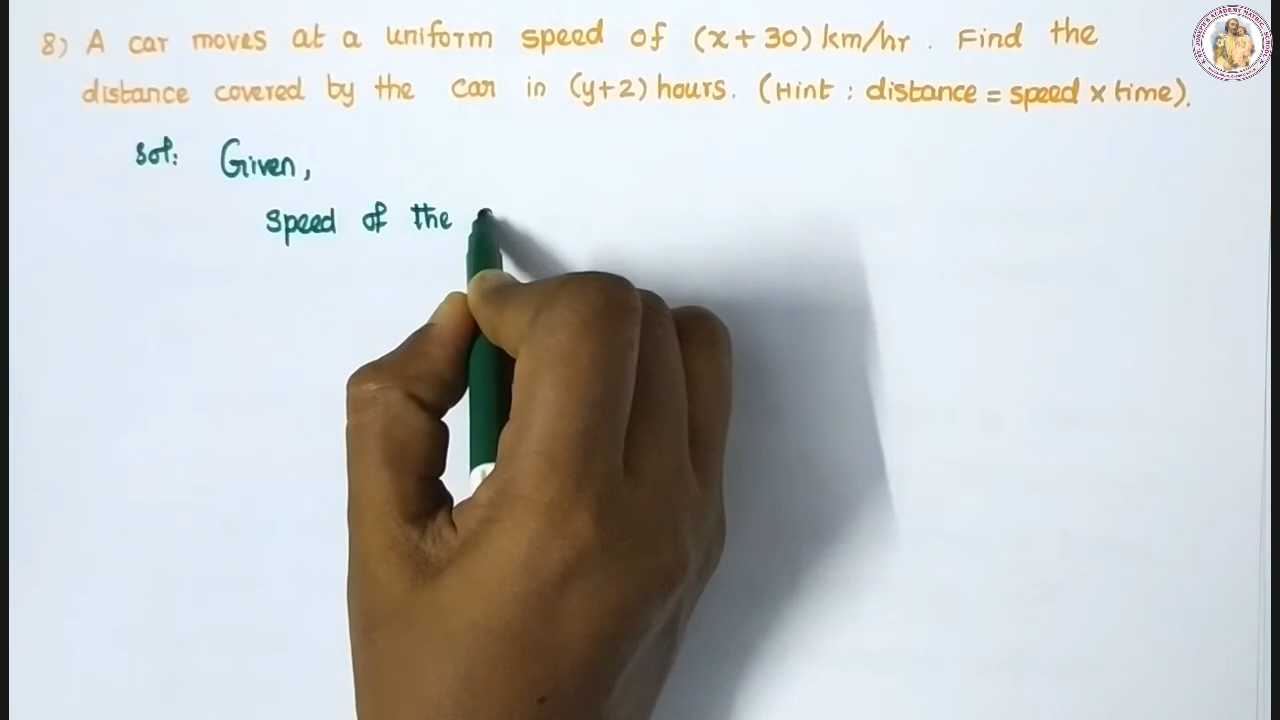 8) A car moves at a uniform speed of (x+30) km/hr. Find the
distance covered by the car in (y+2) hours. (Hint : distance = speed x time).
Sol: Given,
Speed of the